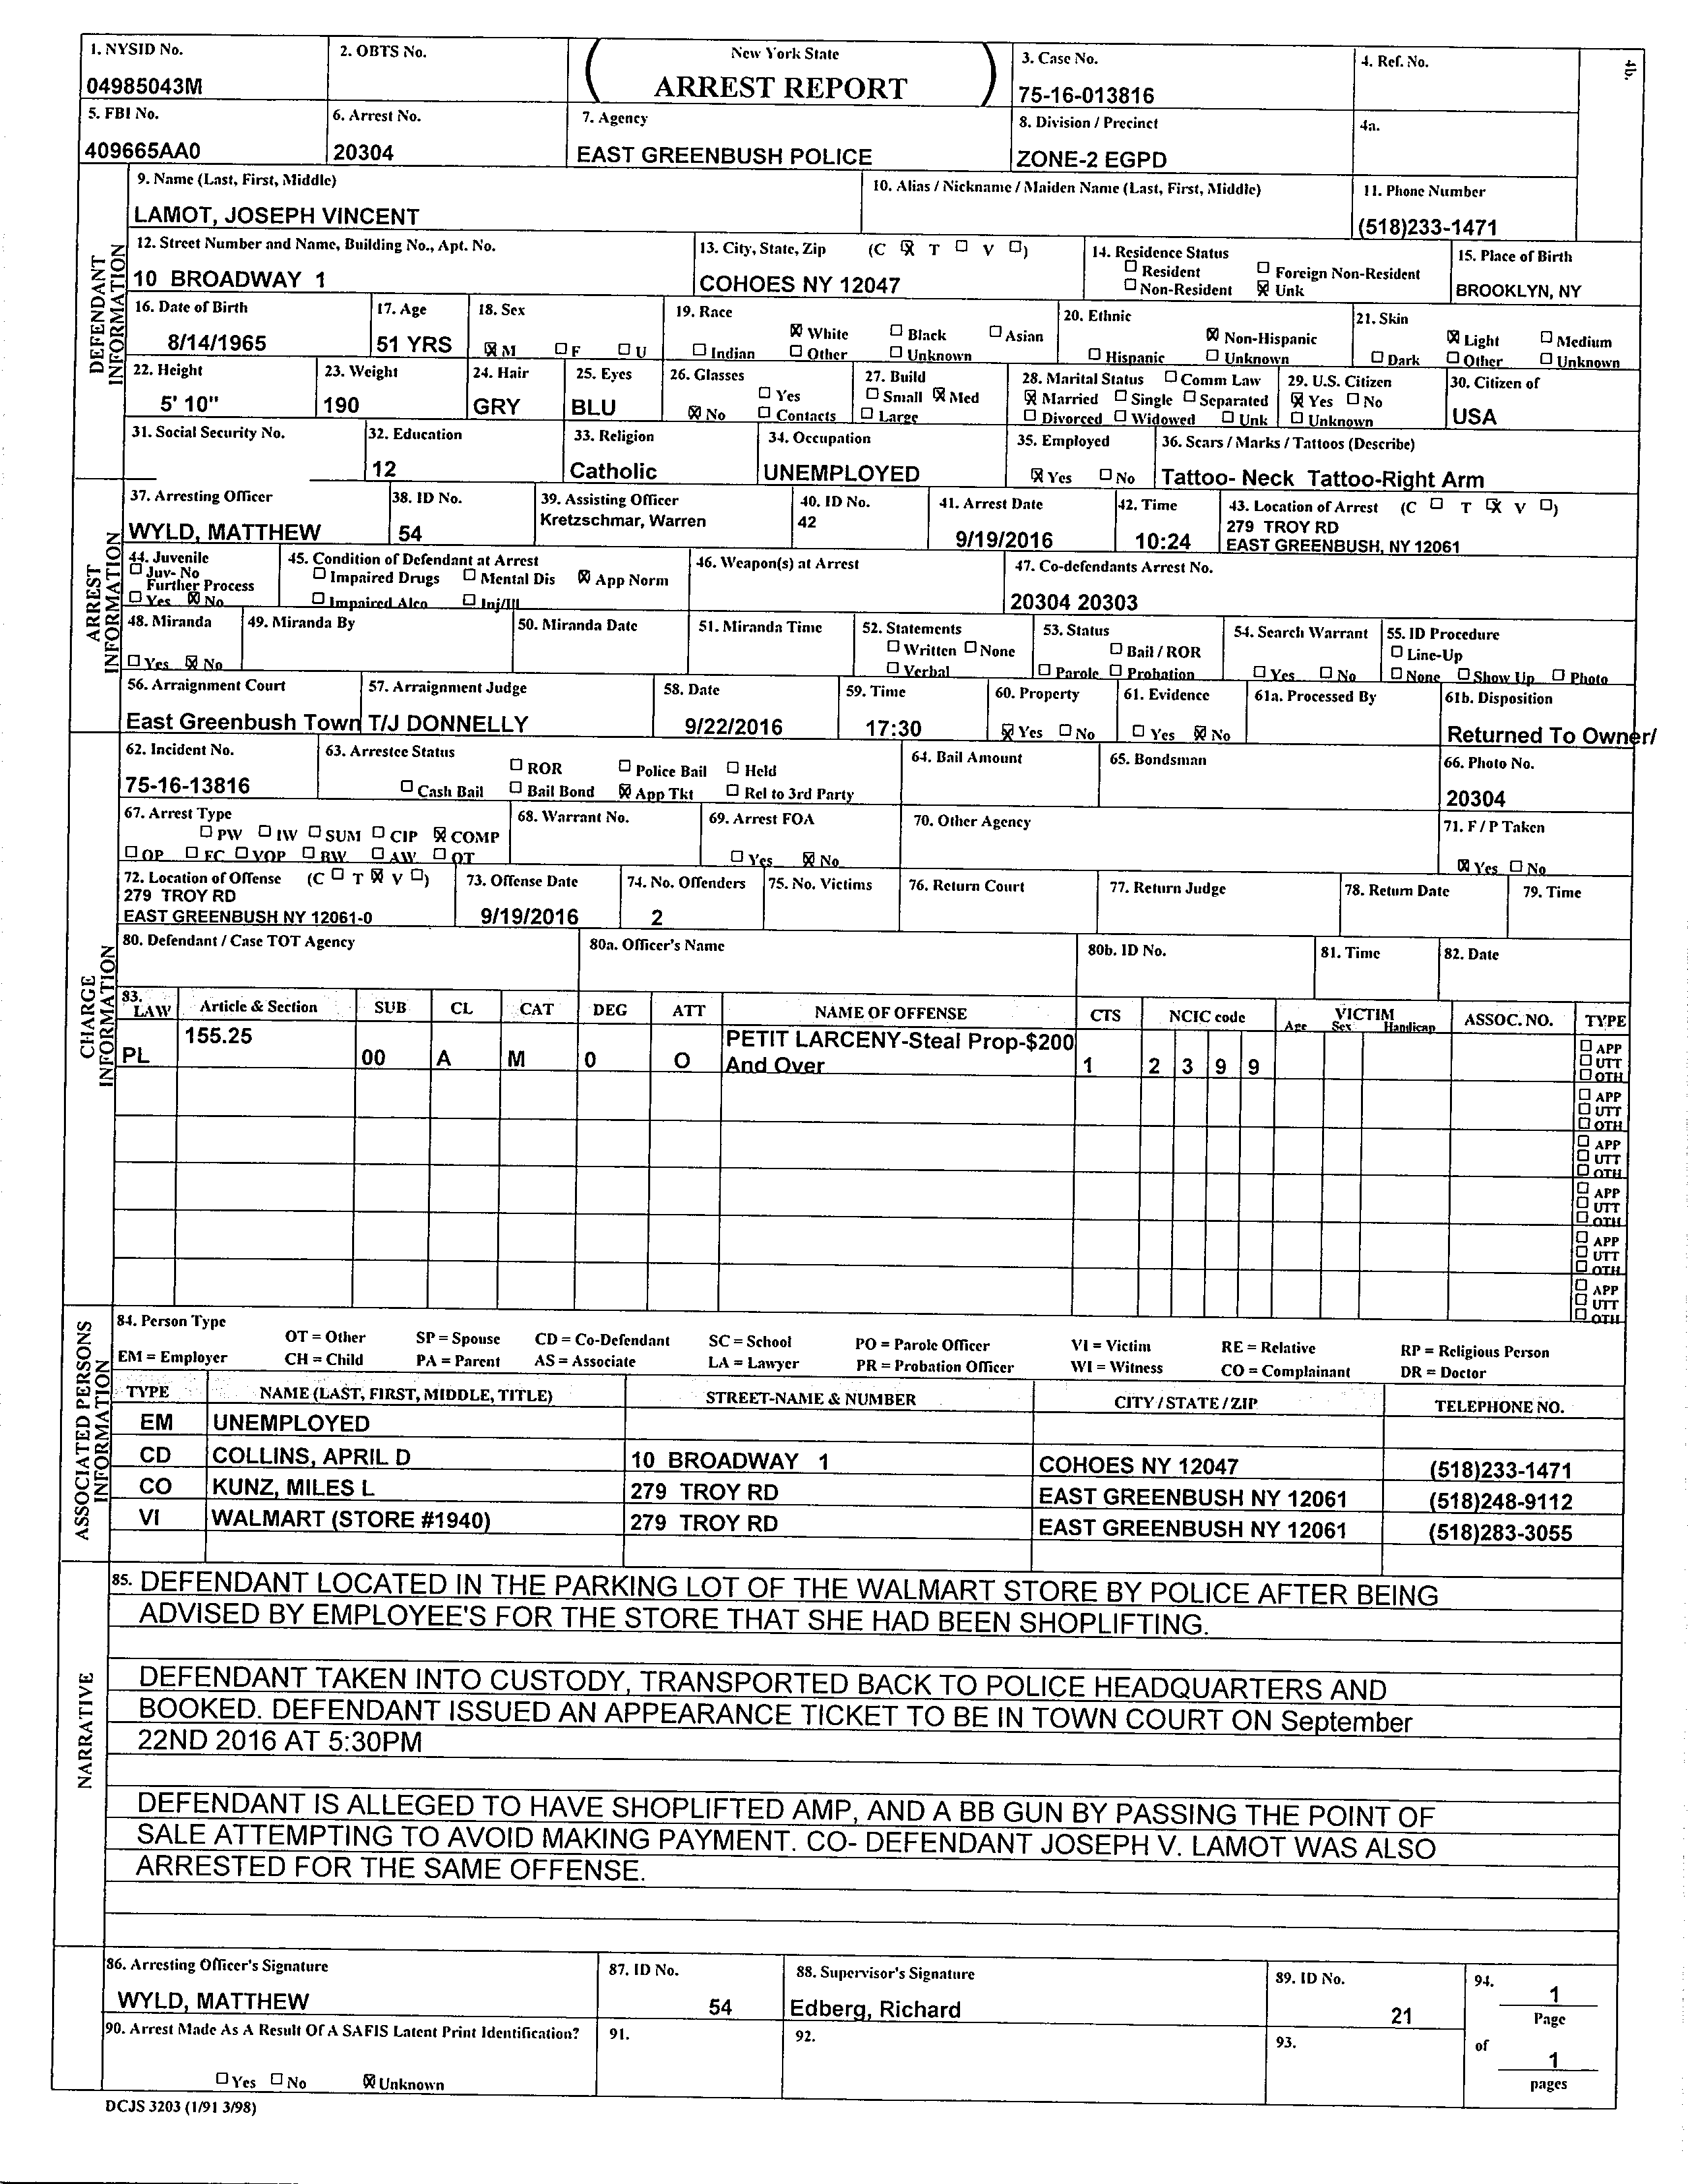 1. NYSID No. 2. OBTS No. New York State 3. Case No. 4. Ref. No. 4b.
04985043M ARREST REPORT 75-16-013816
5. FBI No. 6. Arrest No. 7. Agency 8. Division / Precinct 4a.
409665AA0 20304 EAST GREENBUSH POLICE ZONE-2 EGPD
DEFENDANT INFORMATION
9. Name (Last, First, Middle) 10. Alias / Nickname / Maiden Name (Last, First, Middle) 11. Phone Number
LAMOT, JOSEPH VINCENT (518)233-1471
12. Street Number and Name, Building No., Apt. No. 13. City, State, Zip (C ☒ T ☐ V ☐) 14. Residence Status 15. Place of Birth
☐ Resident ☐ Foreign Non-Resident
10 BROADWAY 1 COHOES NY 12047 ☐ Non-Resident ☒ Unk BROOKLYN, NY
16. Date of Birth 17. Age 18. Sex 19. Race 20. Ethnic 21. Skin
☒ White ☐ Black ☐ Asian ☒ Non-Hispanic ☒ Light ☐ Medium
8/14/1965 51 YRS ☒ M ☐ F ☐ U ☐ Indian ☐ Other ☐ Unknown ☐ Hispanic ☐ Unknown ☐ Dark ☐ Other ☐ Unknown
22. Height 23. Weight 24. Hair 25. Eyes 26. Glasses 27. Build 28. Marital Status ☐ Comm Law 29. U.S. Citizen 30. Citizen of
☐ Yes ☐ Small ☒ Med ☒ Married ☐ Single ☐ Separated ☒ Yes ☐ No
5' 10" 190 GRY BLU ☒ No ☐ Contacts ☐ Large ☐ Divorced ☐ Widowed ☐ Unk ☐ Unknown USA
31. Social Security No. 32. Education 33. Religion 34. Occupation 35. Employed 36. Scars / Marks / Tattoos (Describe)
12 Catholic UNEMPLOYED ☒ Yes ☐ No Tattoo- Neck Tattoo-Right Arm
ARREST INFORMATION
37. Arresting Officer 38. ID No. 39. Assisting Officer 40. ID No. 41. Arrest Date 42. Time 43. Location of Arrest (C ☐ T ☒ V ☐)
Kretzschmar, Warren 42 279 TROY RD
WYLD, MATTHEW 54 9/19/2016 10:24 EAST GREENBUSH, NY 12061
44. Juvenile 45. Condition of Defendant at Arrest 46. Weapon(s) at Arrest 47. Co-defendants Arrest No.
☐ Juv- No ☐ Impaired Drugs ☐ Mental Dis ☒ App Norm
Further Process
☐ Yes ☒ No ☐ Impaired Alco ☐ Inj/Ill 20304 20303
48. Miranda 49. Miranda By 50. Miranda Date 51. Miranda Time 52. Statements 53. Status 54. Search Warrant 55. ID Procedure
☐ Written ☐ None ☐ Bail / ROR ☐ Line-Up
☐ Yes ☒ No ☐ Verbal ☐ Parole ☐ Probation ☐ Yes ☐ No ☐ None ☐ Show Up ☐ Photo
56. Arraignment Court 57. Arraignment Judge 58. Date 59. Time 60. Property 61. Evidence 61a. Processed By 61b. Disposition
East Greenbush Town T/J DONNELLY 9/22/2016 17:30 ☒ Yes ☐ No ☐ Yes ☒ No Returned To Owner/
CHARGE INFORMATION
62. Incident No. 63. Arrestee Status 64. Bail Amount 65. Bondsman 66. Photo No.
☐ ROR ☐ Police Bail ☐ Held
75-16-13816 ☐ Cash Bail ☐ Bail Bond ☒ App Tkt ☐ Rel to 3rd Party 20304
67. Arrest Type 68. Warrant No. 69. Arrest FOA 70. Other Agency 71. F / P Taken
☐ PW ☐ IW ☐ SUM ☐ CIP ☒ COMP
☐ OP ☐ FC ☐ VOP ☐ BW ☐ AW ☐ OT ☐ Yes ☒ No ☒ Yes ☐ No
72. Location of Offense (C ☐ T ☒ V ☐) 73. Offense Date 74. No. Offenders 75. No. Victims 76. Return Court 77. Return Judge 78. Return Date 79. Time
279 TROY RD
EAST GREENBUSH NY 12061-0 9/19/2016 2
80. Defendant / Case TOT Agency 80a. Officer's Name 80b. ID No. 81. Time 82. Date
83. LAW Article & Section SUB CL CAT DEG ATT NAME OF OFFENSE CTS NCIC code VICTIM Age Sex Handicap ASSOC. NO. TYPE
155.25 PETIT LARCENY-Steal Prop-$200 ☐ APP
PL 00 A M 0 O And Over 1 2 3 9 9 ☐ UTT
☐ OTH
☐ APP
☐ UTT
☐ OTH
☐ APP
☐ UTT
☐ OTH
☐ APP
☐ UTT
☐ OTH
☐ APP
☐ UTT
☐ OTH
☐ APP
☐ UTT
☐ OTH
ASSOCIATED PERSONS INFORMATION
84. Person Type
OT = Other SP = Spouse CD = Co-Defendant SC = School PO = Parole Officer VI = Victim RE = Relative RP = Religious Person
EM = Employer CH = Child PA = Parent AS = Associate LA = Lawyer PR = Probation Officer WI = Witness CO = Complainant DR = Doctor
TYPE NAME (LAST, FIRST, MIDDLE, TITLE) STREET-NAME & NUMBER CITY / STATE / ZIP TELEPHONE NO.
EM UNEMPLOYED
CD COLLINS, APRIL D 10 BROADWAY 1 COHOES NY 12047 (518)233-1471
CO KUNZ, MILES L 279 TROY RD EAST GREENBUSH NY 12061 (518)248-9112
VI WALMART (STORE #1940) 279 TROY RD EAST GREENBUSH NY 12061 (518)283-3055
NARRATIVE
85. DEFENDANT LOCATED IN THE PARKING LOT OF THE WALMART STORE BY POLICE AFTER BEING
ADVISED BY EMPLOYEE'S FOR THE STORE THAT SHE HAD BEEN SHOPLIFTING.
DEFENDANT TAKEN INTO CUSTODY, TRANSPORTED BACK TO POLICE HEADQUARTERS AND
BOOKED. DEFENDANT ISSUED AN APPEARANCE TICKET TO BE IN TOWN COURT ON September
22ND 2016 AT 5:30PM
DEFENDANT IS ALLEGED TO HAVE SHOPLIFTED AMP, AND A BB GUN BY PASSING THE POINT OF
SALE ATTEMPTING TO AVOID MAKING PAYMENT. CO- DEFENDANT JOSEPH V. LAMOT WAS ALSO
ARRESTED FOR THE SAME OFFENSE.
86. Arresting Officer's Signature 87. ID No. 88. Supervisor's Signature 89. ID No. 94. 1
WYLD, MATTHEW 54 Edberg, Richard 21 Page
90. Arrest Made As A Result Of A SAFIS Latent Print Identification? 91. 92. 93. of
1
☐ Yes ☐ No ☒ Unknown pages
DCJS 3203 (1/91 3/98)